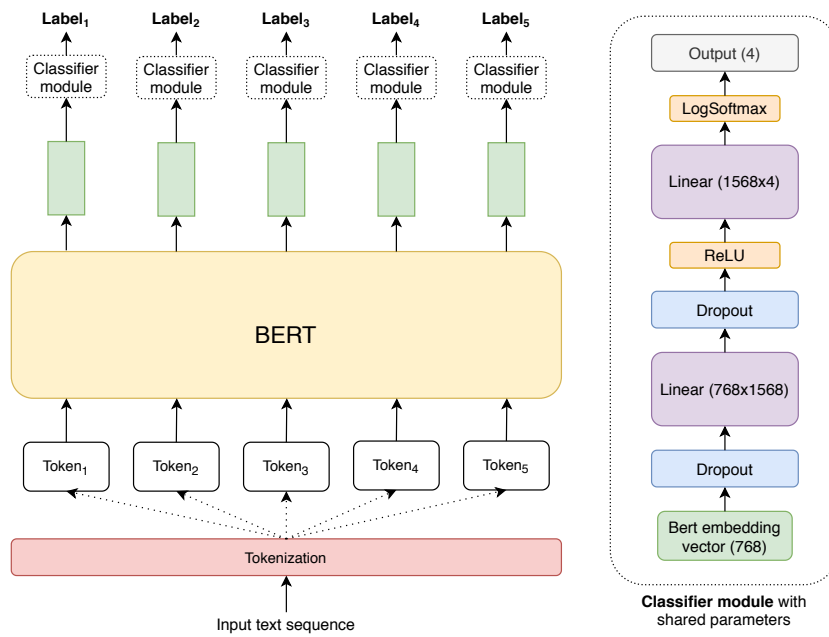 Label₁ Label₂ Label₃ Label₄ Label₅
Classifier module
Classifier module
Classifier module
Classifier module
Classifier module
BERT
Token₁ Token₂ Token₃ Token₄ Token₅
Tokenization
Input text sequence
Output (4)
LogSoftmax
Linear (1568x4)
ReLU
Dropout
Linear (768x1568)
Dropout
Bert embedding
vector (768)
Classifier module with
shared parameters